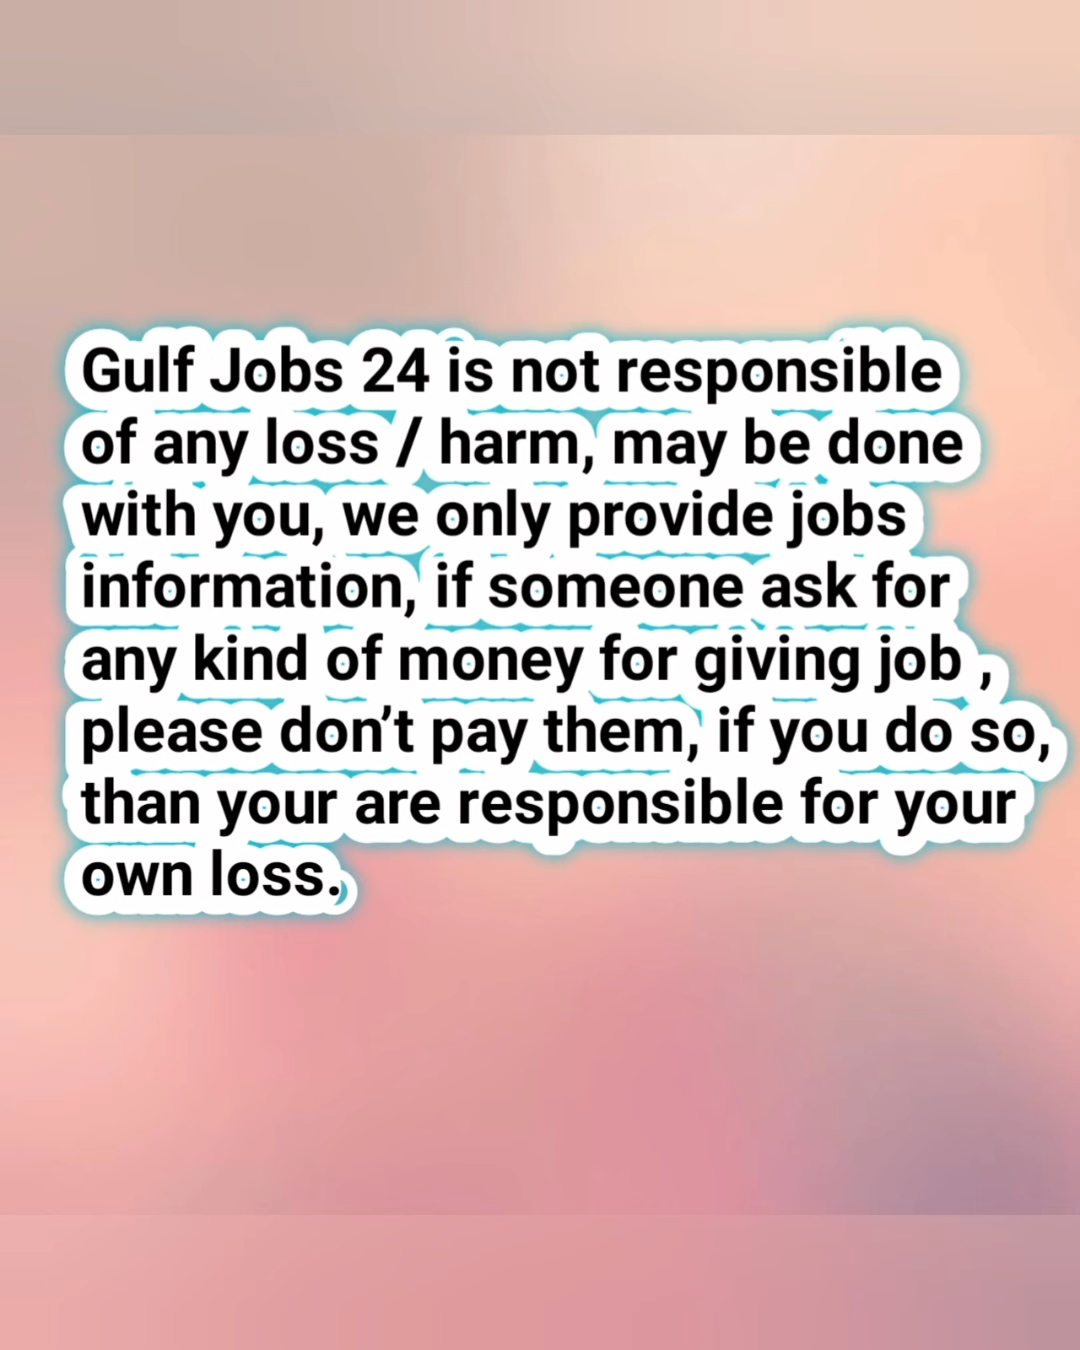 Gulf Jobs 24 is not responsible
of any loss / harm, may be done
with you, we only provide jobs
information, if someone ask for
any kind of money for giving job ,
please don’t pay them, if you do so,
than your are responsible for your
own loss.